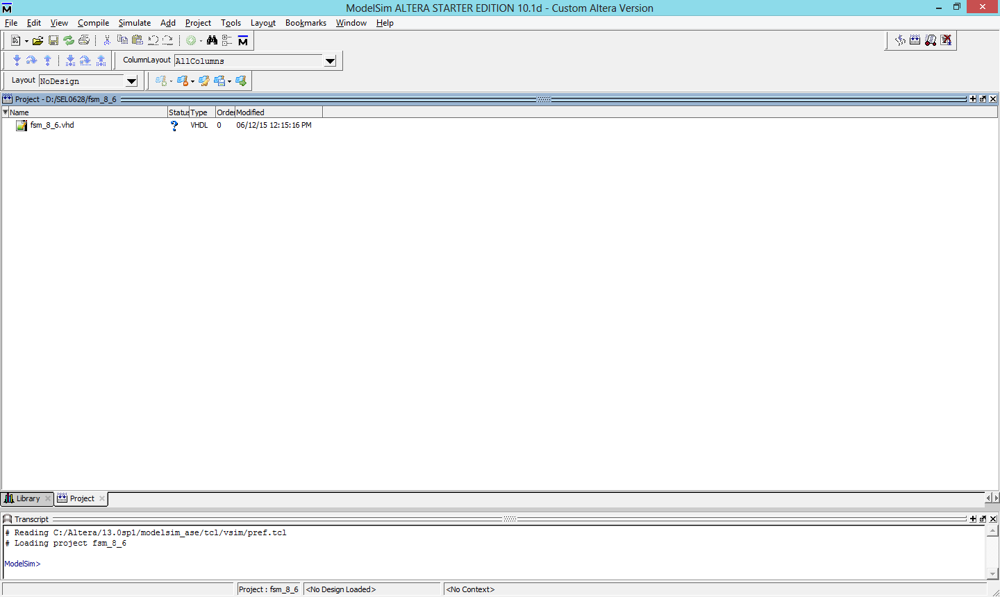 ModelSim ALTERA STARTER EDITION 10.1d - Custom Altera Version
File Edit View Compile Simulate Add Project Tools Layout Bookmarks Window Help
ColumnLayout AllColumns
Layout NoDesign
Project - D:/SEL0628/fsm_8_6
Name Status Type Order Modified
fsm_8_6.vhd ? VHDL 0 06/12/15 12:15:16 PM
Library Project
Transcript
# Reading C:/Altera/13.0sp1/modelsim_ase/tcl/vsim/pref.tcl
# Loading project fsm_8_6
ModelSim>
Project : fsm_8_6 <No Design Loaded> <No Context>